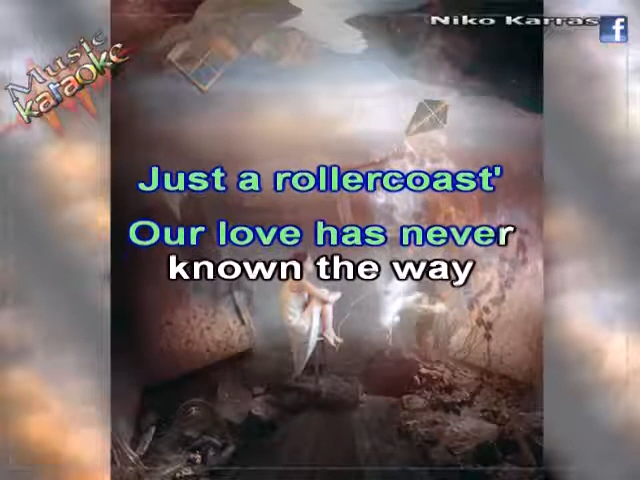 Niko Karras f
Music
karaoke
Just a rollercoast'
Our love has never
known the way